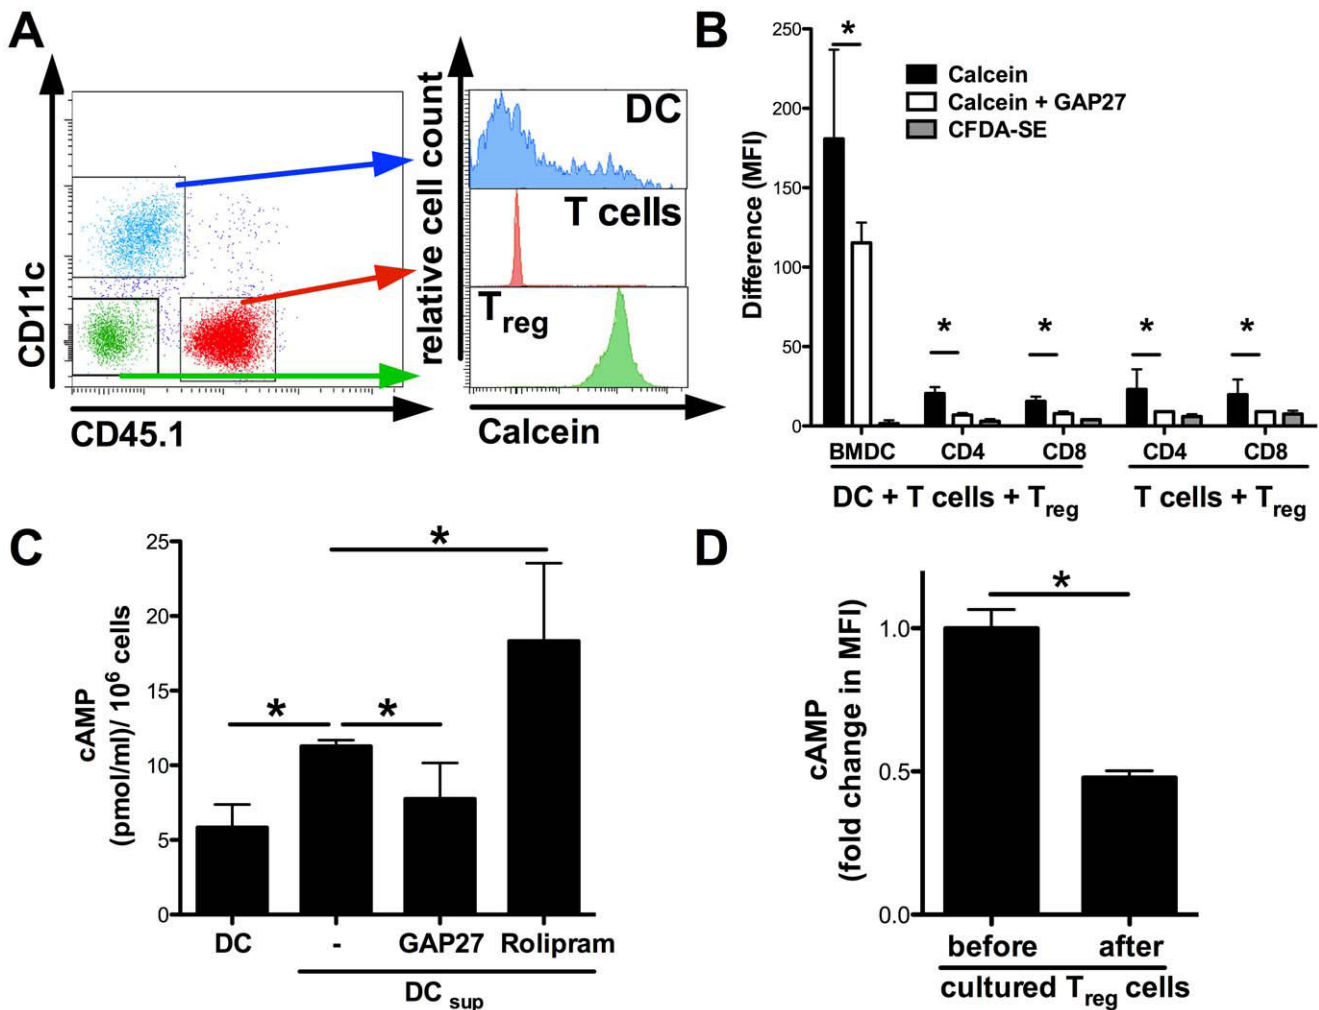 A
CD11c
CD45.1
relative cell count
DC
T cells
Treg
Calcein
B
Difference (MFI)
250
200
150
100
50
0
*
Calcein
Calcein + GAP27
CFDA-SE
* * * *
BMDC CD4 CD8 CD4 CD8
DC + T cells + Treg T cells + Treg
C
cAMP
(pmol/ml)/ 10⁶ cells
25
20
15
10
5
0
*
* *
DC - GAP27 Rolipram
DC sup
D
cAMP
(fold change in MFI)
1.0
0.5
0.0
*
before after
cultured Treg cells